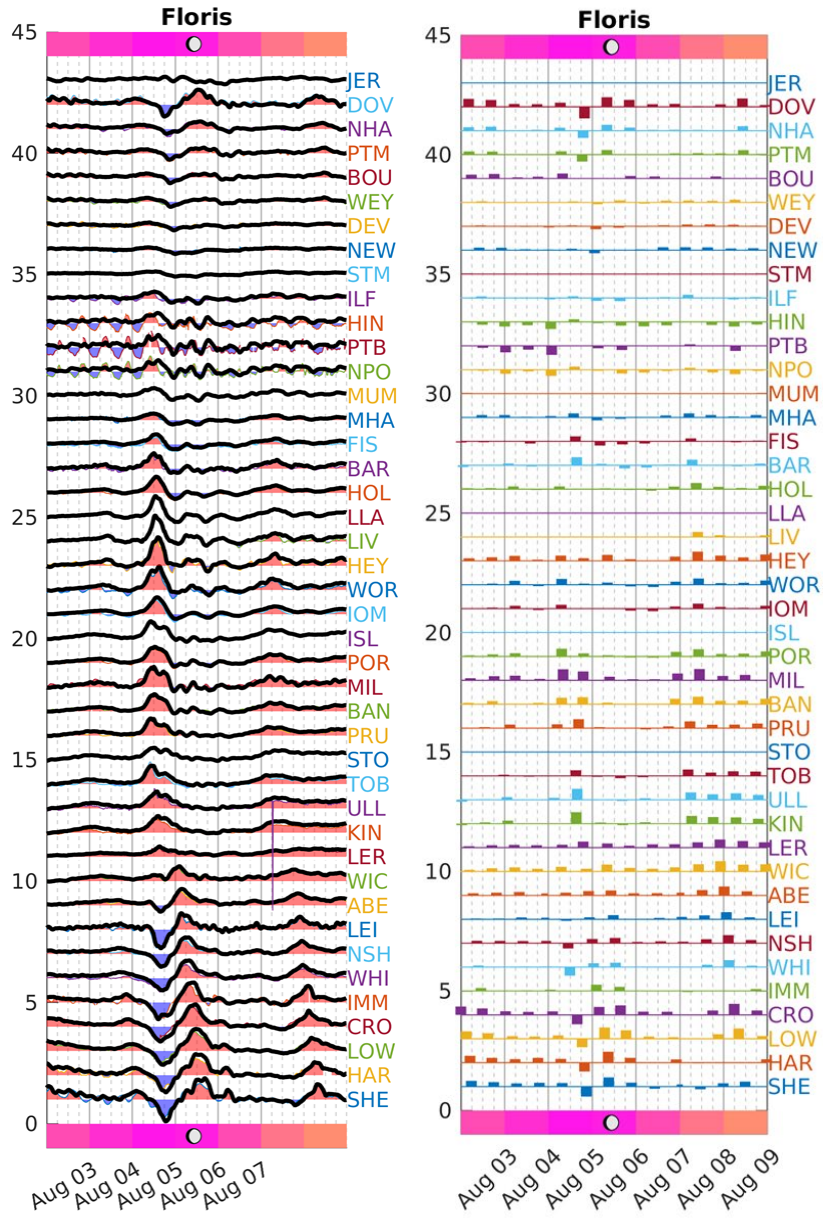 Floris
45
JER
DOV
NHA
40
PTM
BOU
WEY
DEV
NEW
35
STM
ILF
HIN
PTB
NPO
30
MUM
MHA
FIS
BAR
HOL
25
LLA
LIV
HEY
WOR
IOM
20
ISL
POR
MIL
BAN
PRU
15
STO
TOB
ULL
KIN
LER
10
WIC
ABE
LEI
NSH
WHI
5
IMM
CRO
LOW
HAR
SHE
0
Aug 03
Aug 04
Aug 05
Aug 06
Aug 07
Floris
45
JER
DOV
NHA
40
PTM
BOU
WEY
DEV
NEW
35
STM
ILF
HIN
PTB
NPO
30
MUM
MHA
FIS
BAR
HOL
25
LLA
LIV
HEY
WOR
IOM
20
ISL
POR
MIL
BAN
PRU
15
STO
TOB
ULL
KIN
LER
10
WIC
ABE
LEI
NSH
WHI
5
IMM
CRO
LOW
HAR
SHE
0
Aug 03
Aug 04
Aug 05
Aug 06
Aug 07
Aug 08
Aug 09